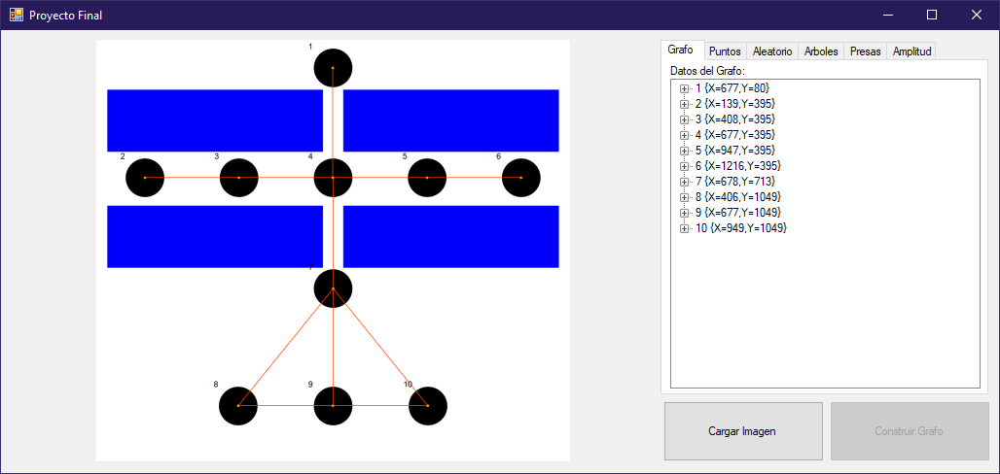 Proyecto Final
1
2 3 4 5 6
7
8 9 10
Grafo Puntos Aleatorio Arboles Presas Amplitud
Datos del Grafo:
1 {X=677,Y=80}
2 {X=139,Y=395}
3 {X=408,Y=395}
4 {X=677,Y=395}
5 {X=947,Y=395}
6 {X=1216,Y=395}
7 {X=678,Y=713}
8 {X=406,Y=1049}
9 {X=677,Y=1049}
10 {X=949,Y=1049}
Cargar Imagen Construir Grafo